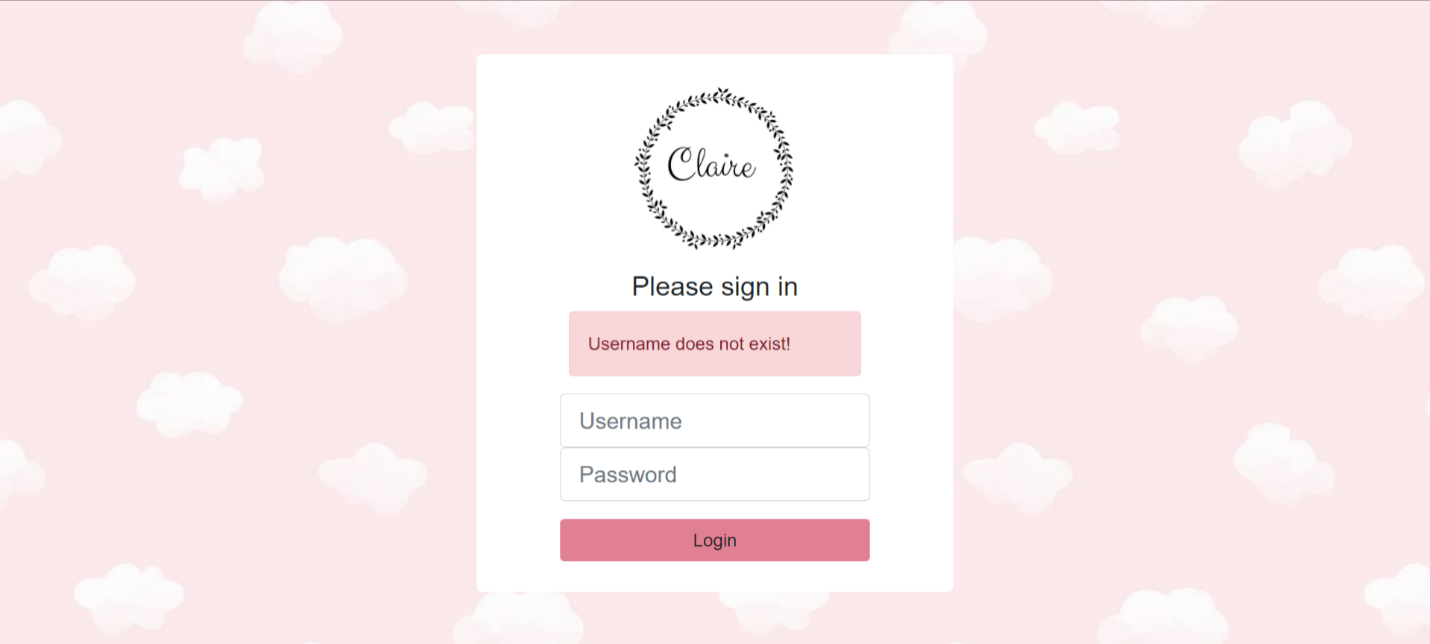 Claire
Please sign in
Username does not exist!
Username
Password
Login